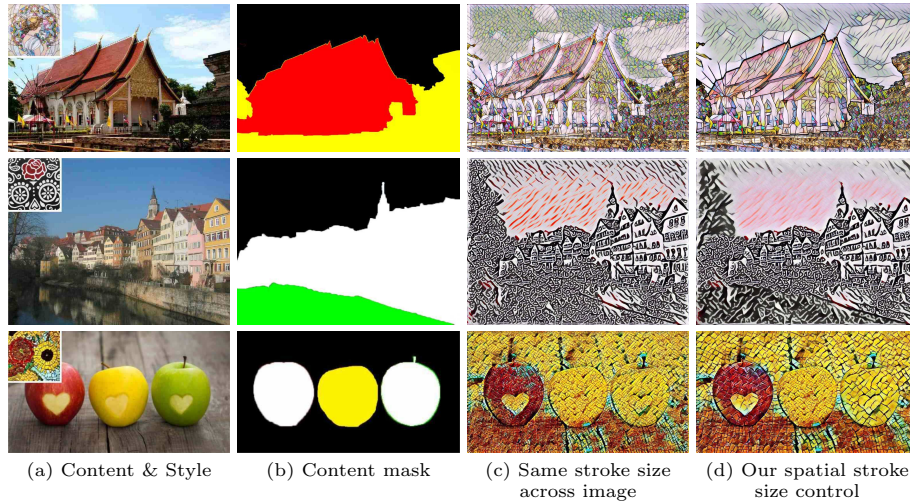 (a) Content & Style
(b) Content mask
(c) Same stroke size
across image
(d) Our spatial stroke
size control